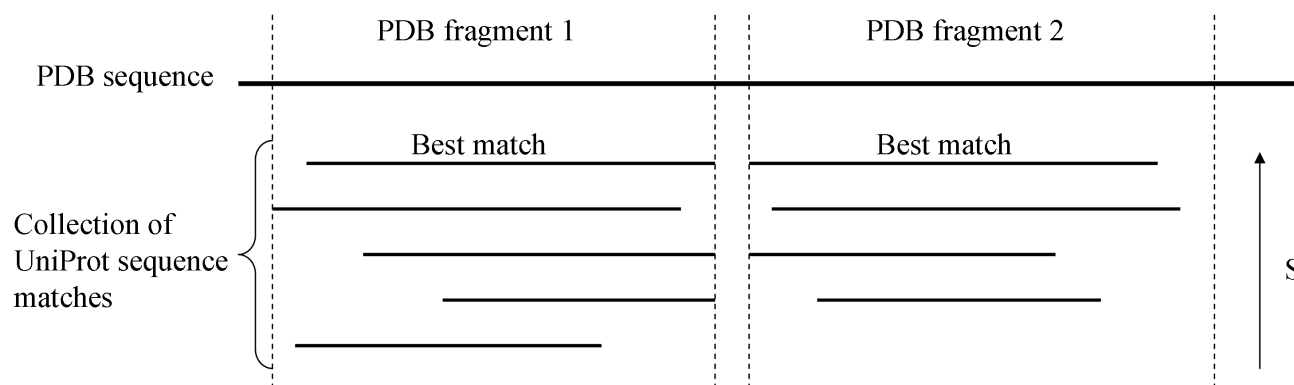 PDB fragment 1
PDB fragment 2
PDB sequence
Best match
Best match
Collection of
UniProt sequence
matches
S